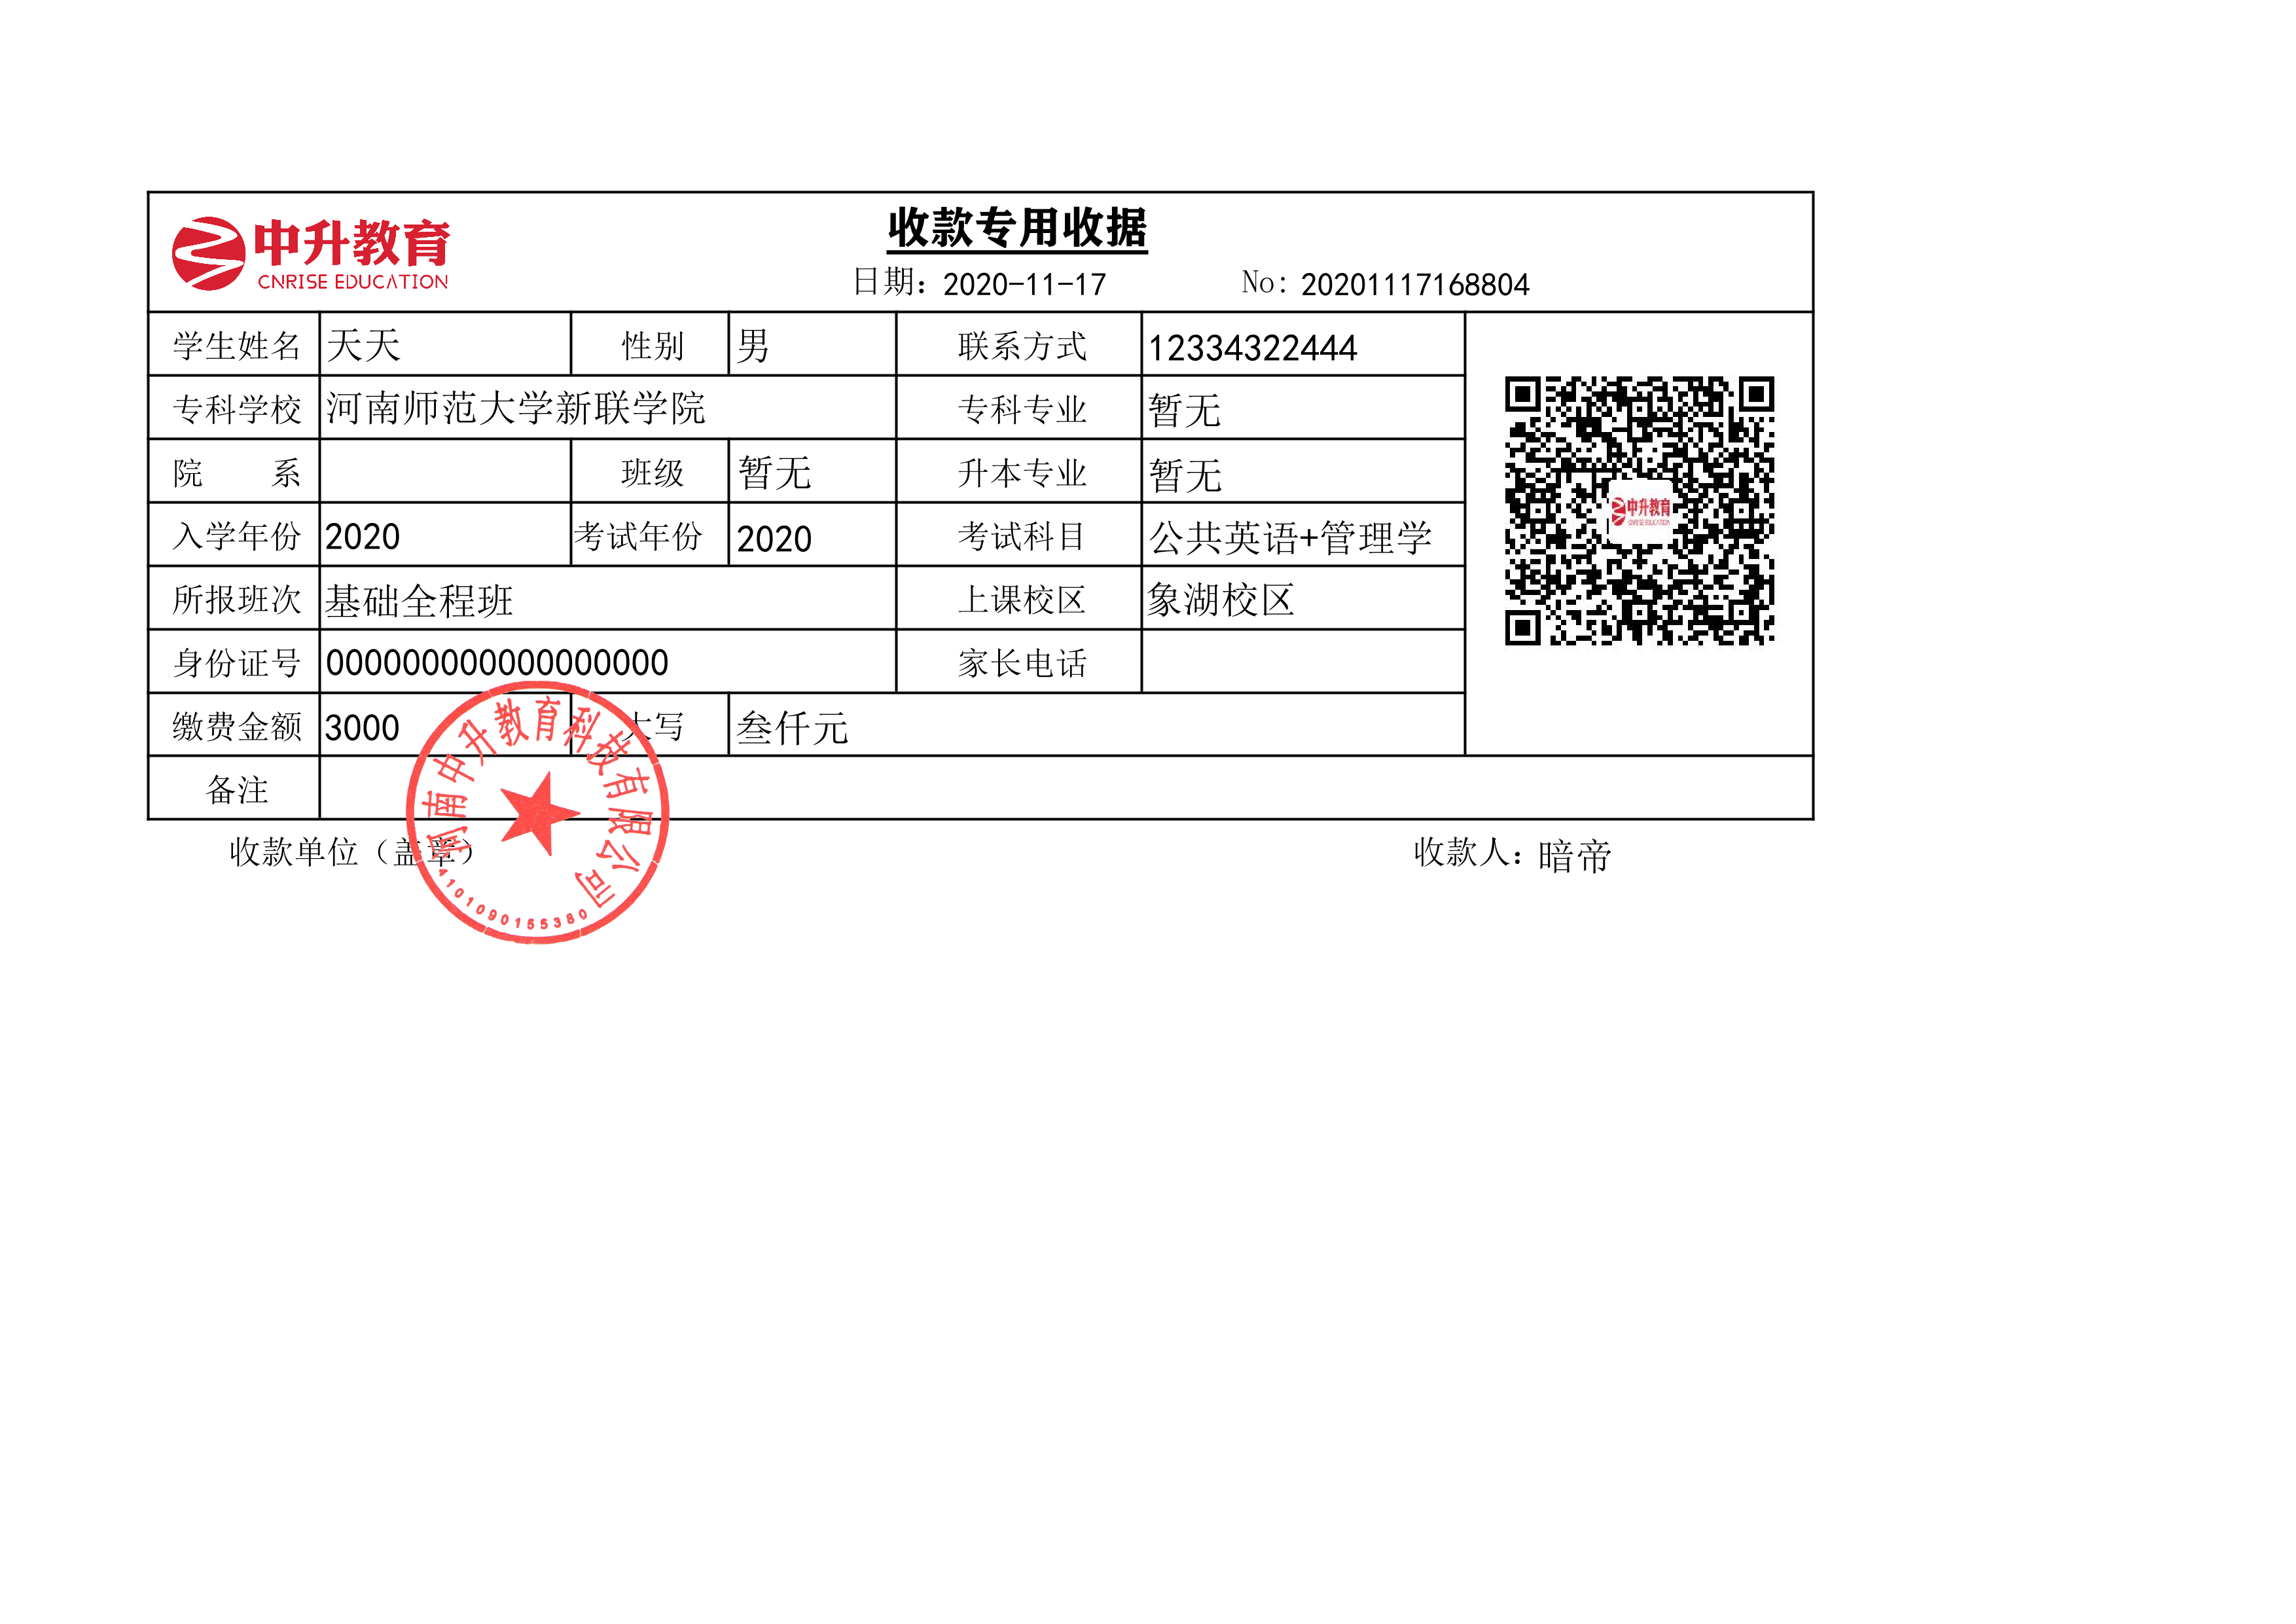 中升教育
CNRISE EDUCATION
收款专用收据
日期：2020-11-17 No：20201117168804
学生姓名 天天 性别 男 联系方式 12334322444
专科学校 河南师范大学新联学院 专科专业 暂无
院 系 班级 暂无 升本专业 暂无
中升教育
CNRISE EDUCATION
入学年份 2020 考试年份 2020 考试科目 公共英语+管理学
所报班次 基础全程班 上课校区 象湖校区
身份证号 000000000000000000 家长电话
缴费金额 3000 大写 叁仟元
备注
河南中升教育科技有限公司
4101090155380
收款单位（盖章） 收款人：暗帝